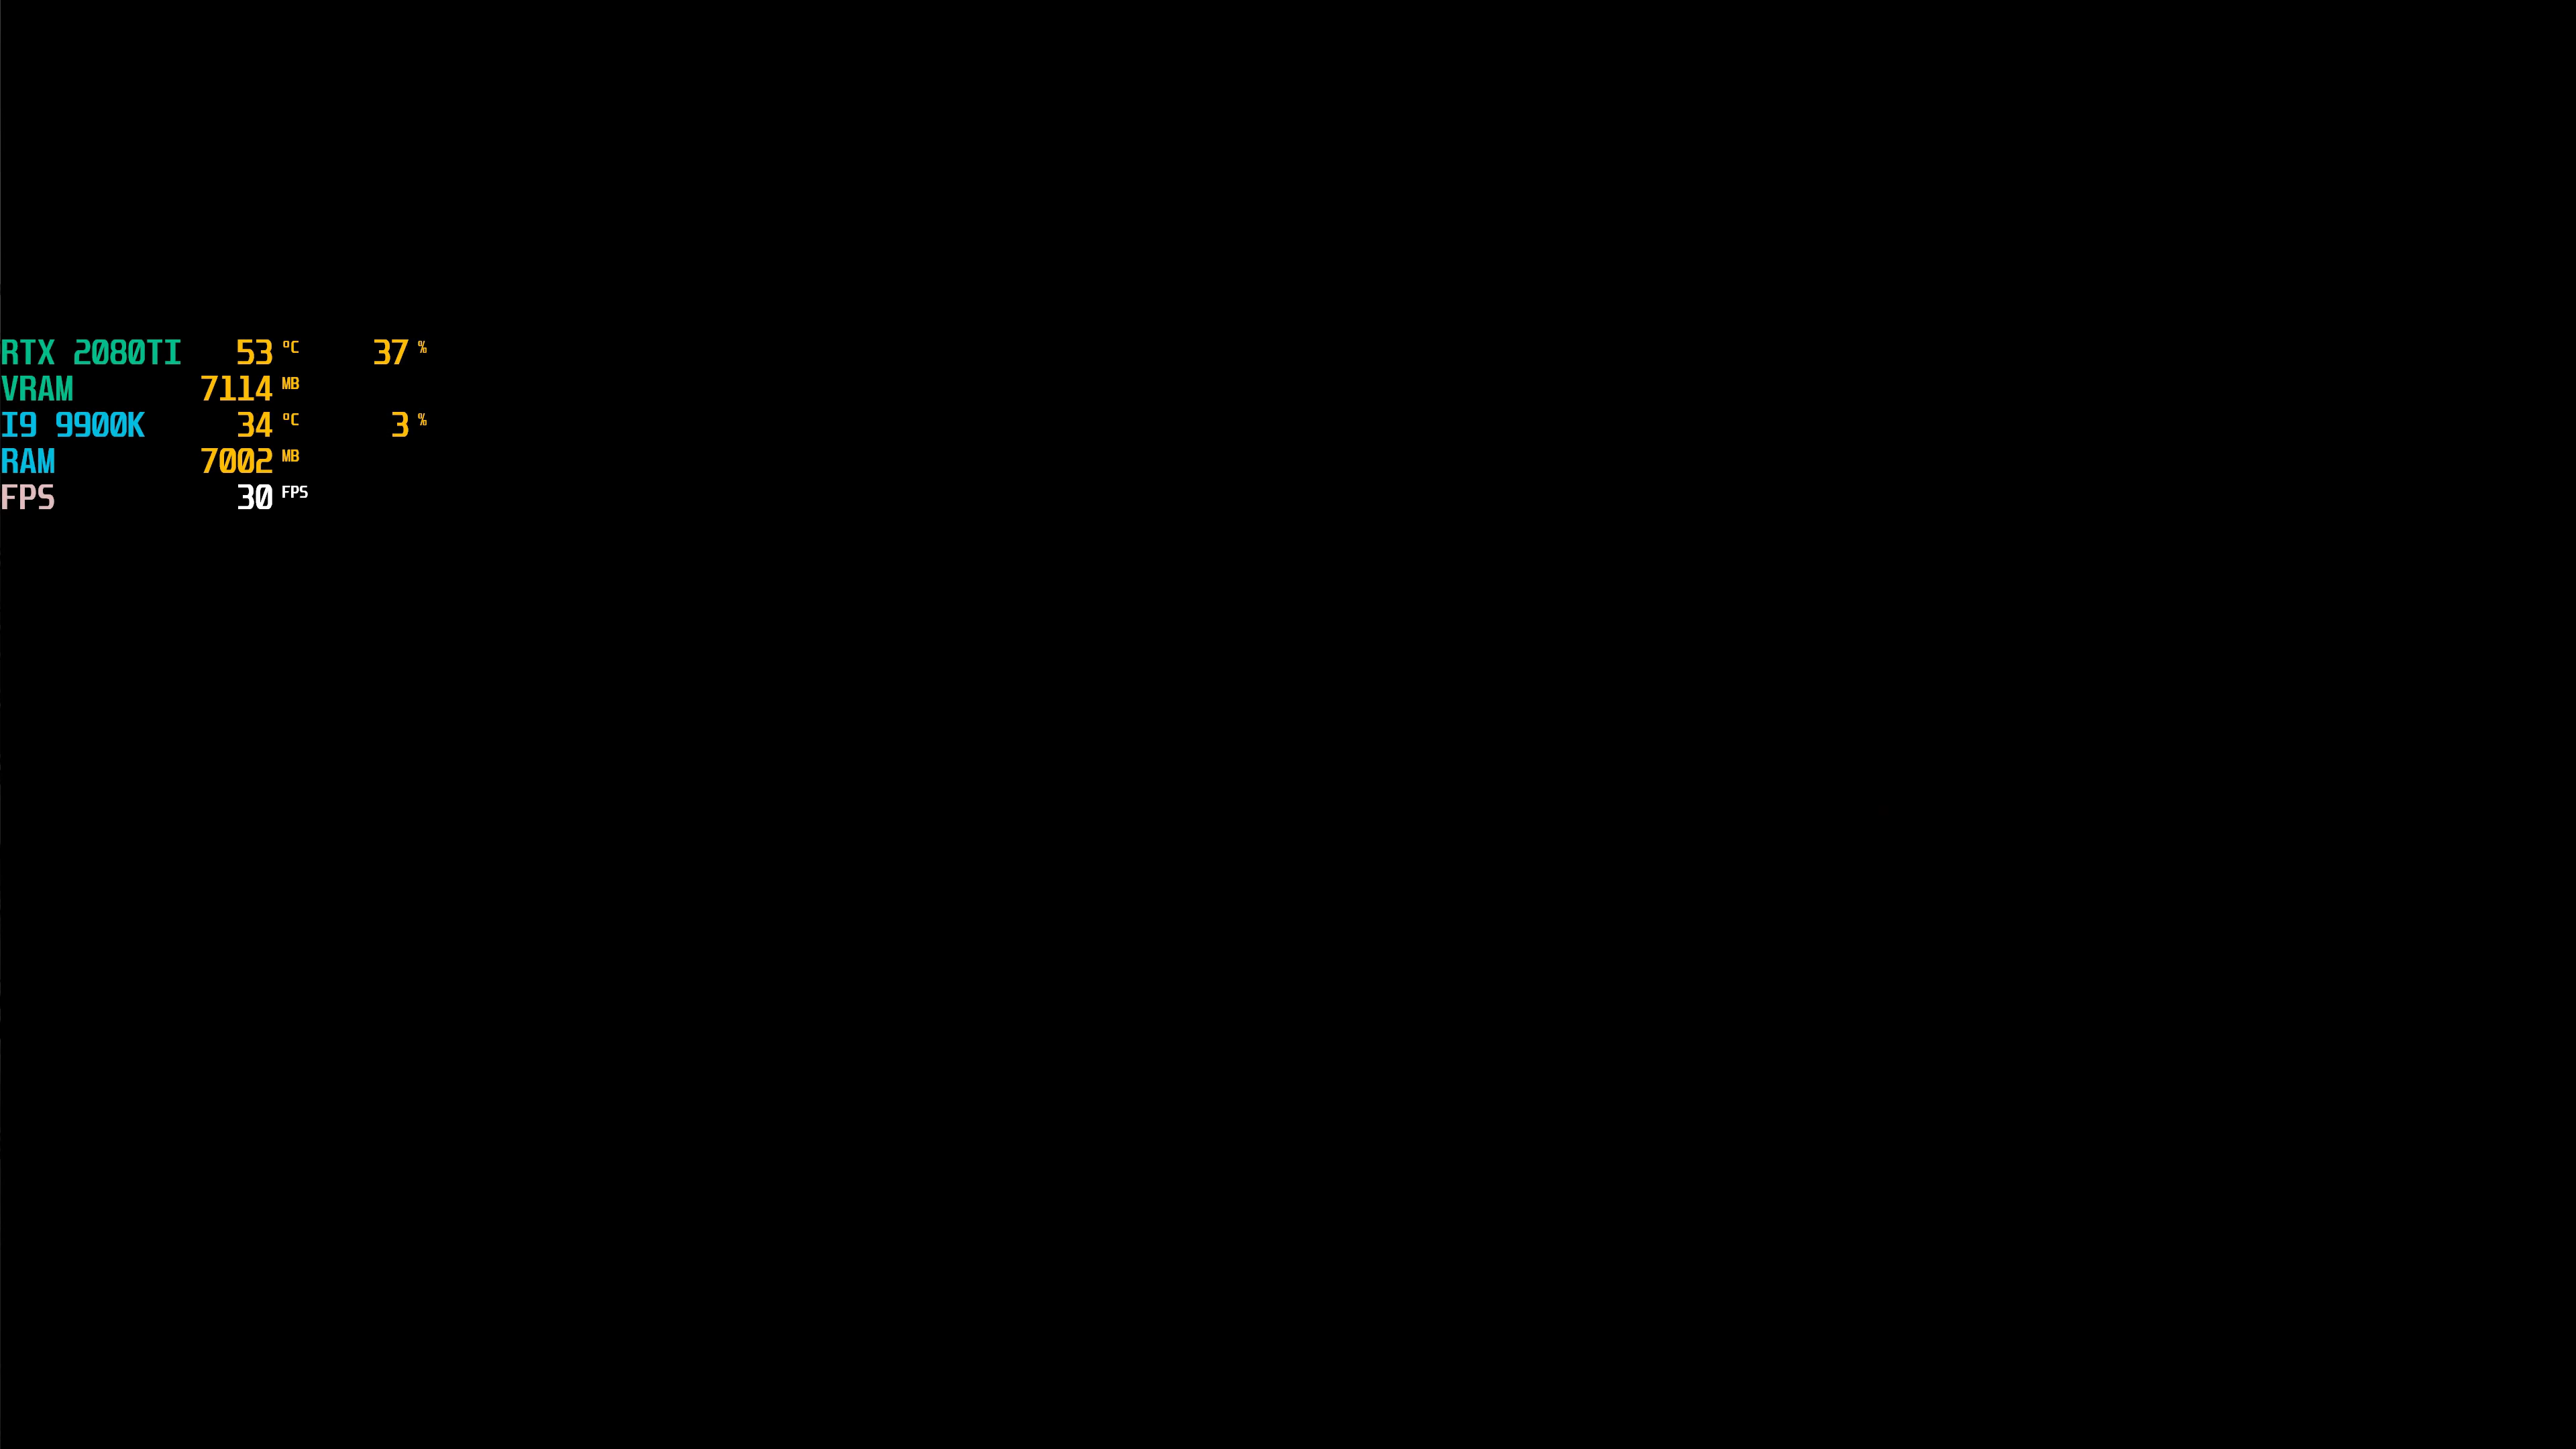 RTX 2080TI 53 °C 37 %
VRAM 7114 MB
I9 9900K 34 °C 3 %
RAM 7002 MB
FPS 30 FPS